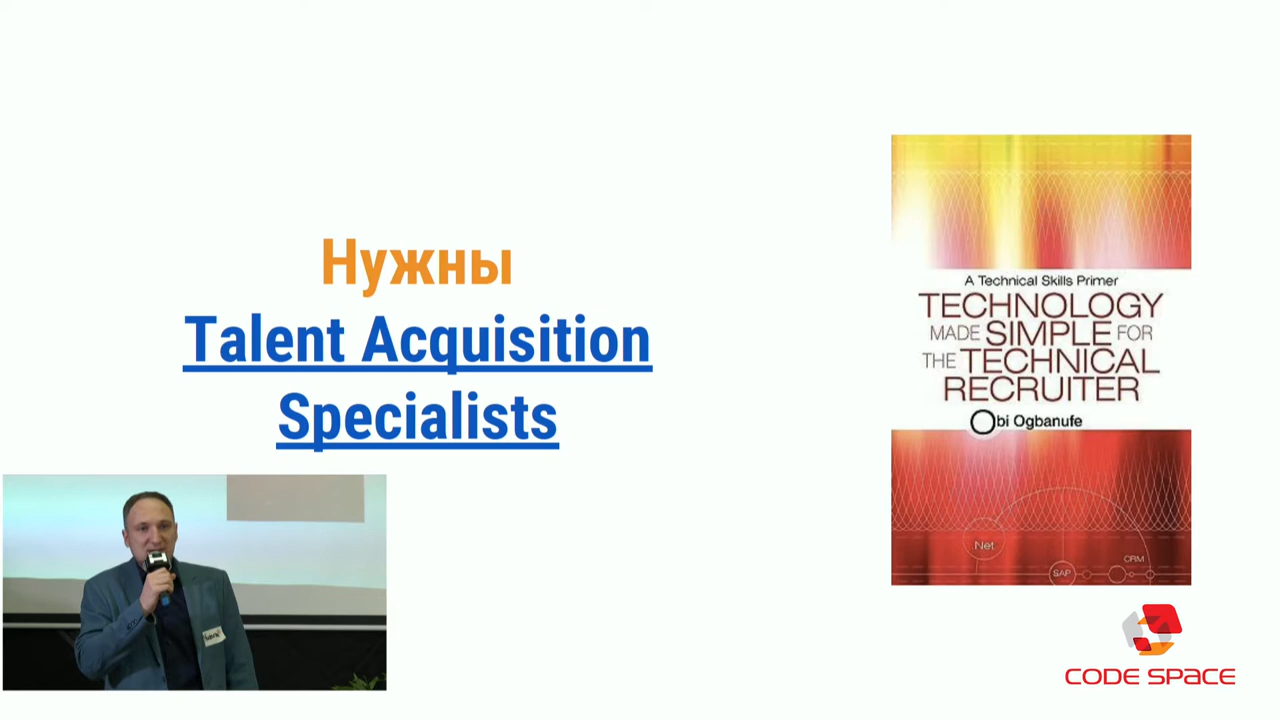 Нужны
Talent Acquisition
Specialists
A Technical Skills Primer
TECHNOLOGY
MADE SIMPLE FOR
THE TECHNICAL
RECRUITER
Obi Ogbanufe
Net
SAP
CRM
CODE SPACE